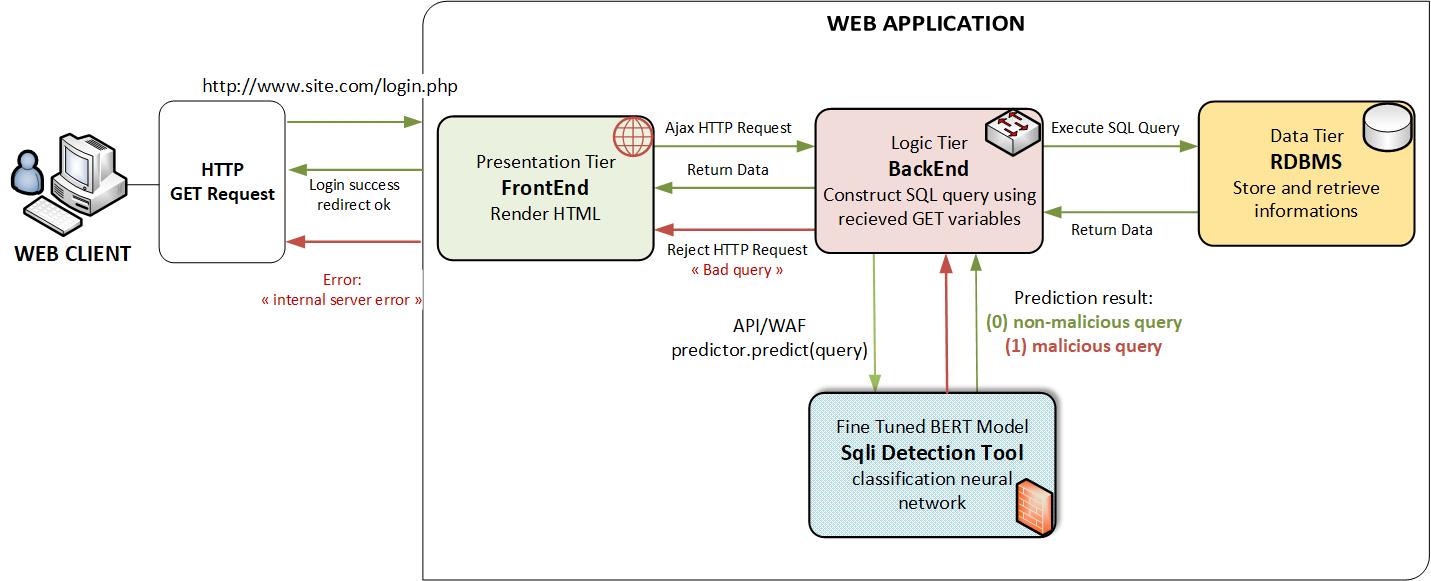 WEB APPLICATION
http://www.site.com/login.php
WEB CLIENT
HTTP
GET Request
Login success
redirect ok
Error:
« internal server error »
Presentation Tier
FrontEnd
Render HTML
Ajax HTTP Request
Return Data
Reject HTTP Request
« Bad query »
Logic Tier
BackEnd
Construct SQL query using
recieved GET variables
Execute SQL Query
Return Data
Data Tier
RDBMS
Store and retrieve
informations
API/WAF
predictor.predict(query)
Prediction result:
(0) non-malicious query
(1) malicious query
Fine Tuned BERT Model
Sqli Detection Tool
classification neural
network